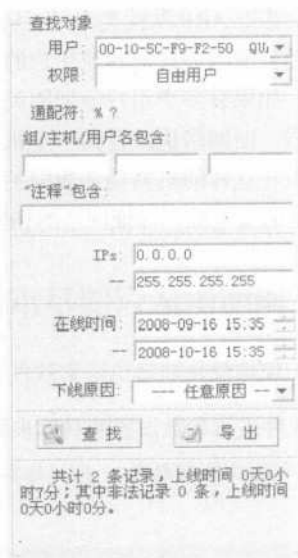 查找对象
用户: 00-10-5C-F9-F2-50 QU
权限: 自由用户
通配符: % ?
组/主机/用户名包含:
"注释"包含:
IPs: 0.0.0.0
-- 255.255.255.255
在线时间: 2008-09-16 15:35
-- 2008-10-16 15:35
下线原因: --- 任意原因 --
查 找 导 出
共计 2 条记录，上线时间 0天0小
时7分；其中非法记录 0 条，上线时间
0天0小时0分。